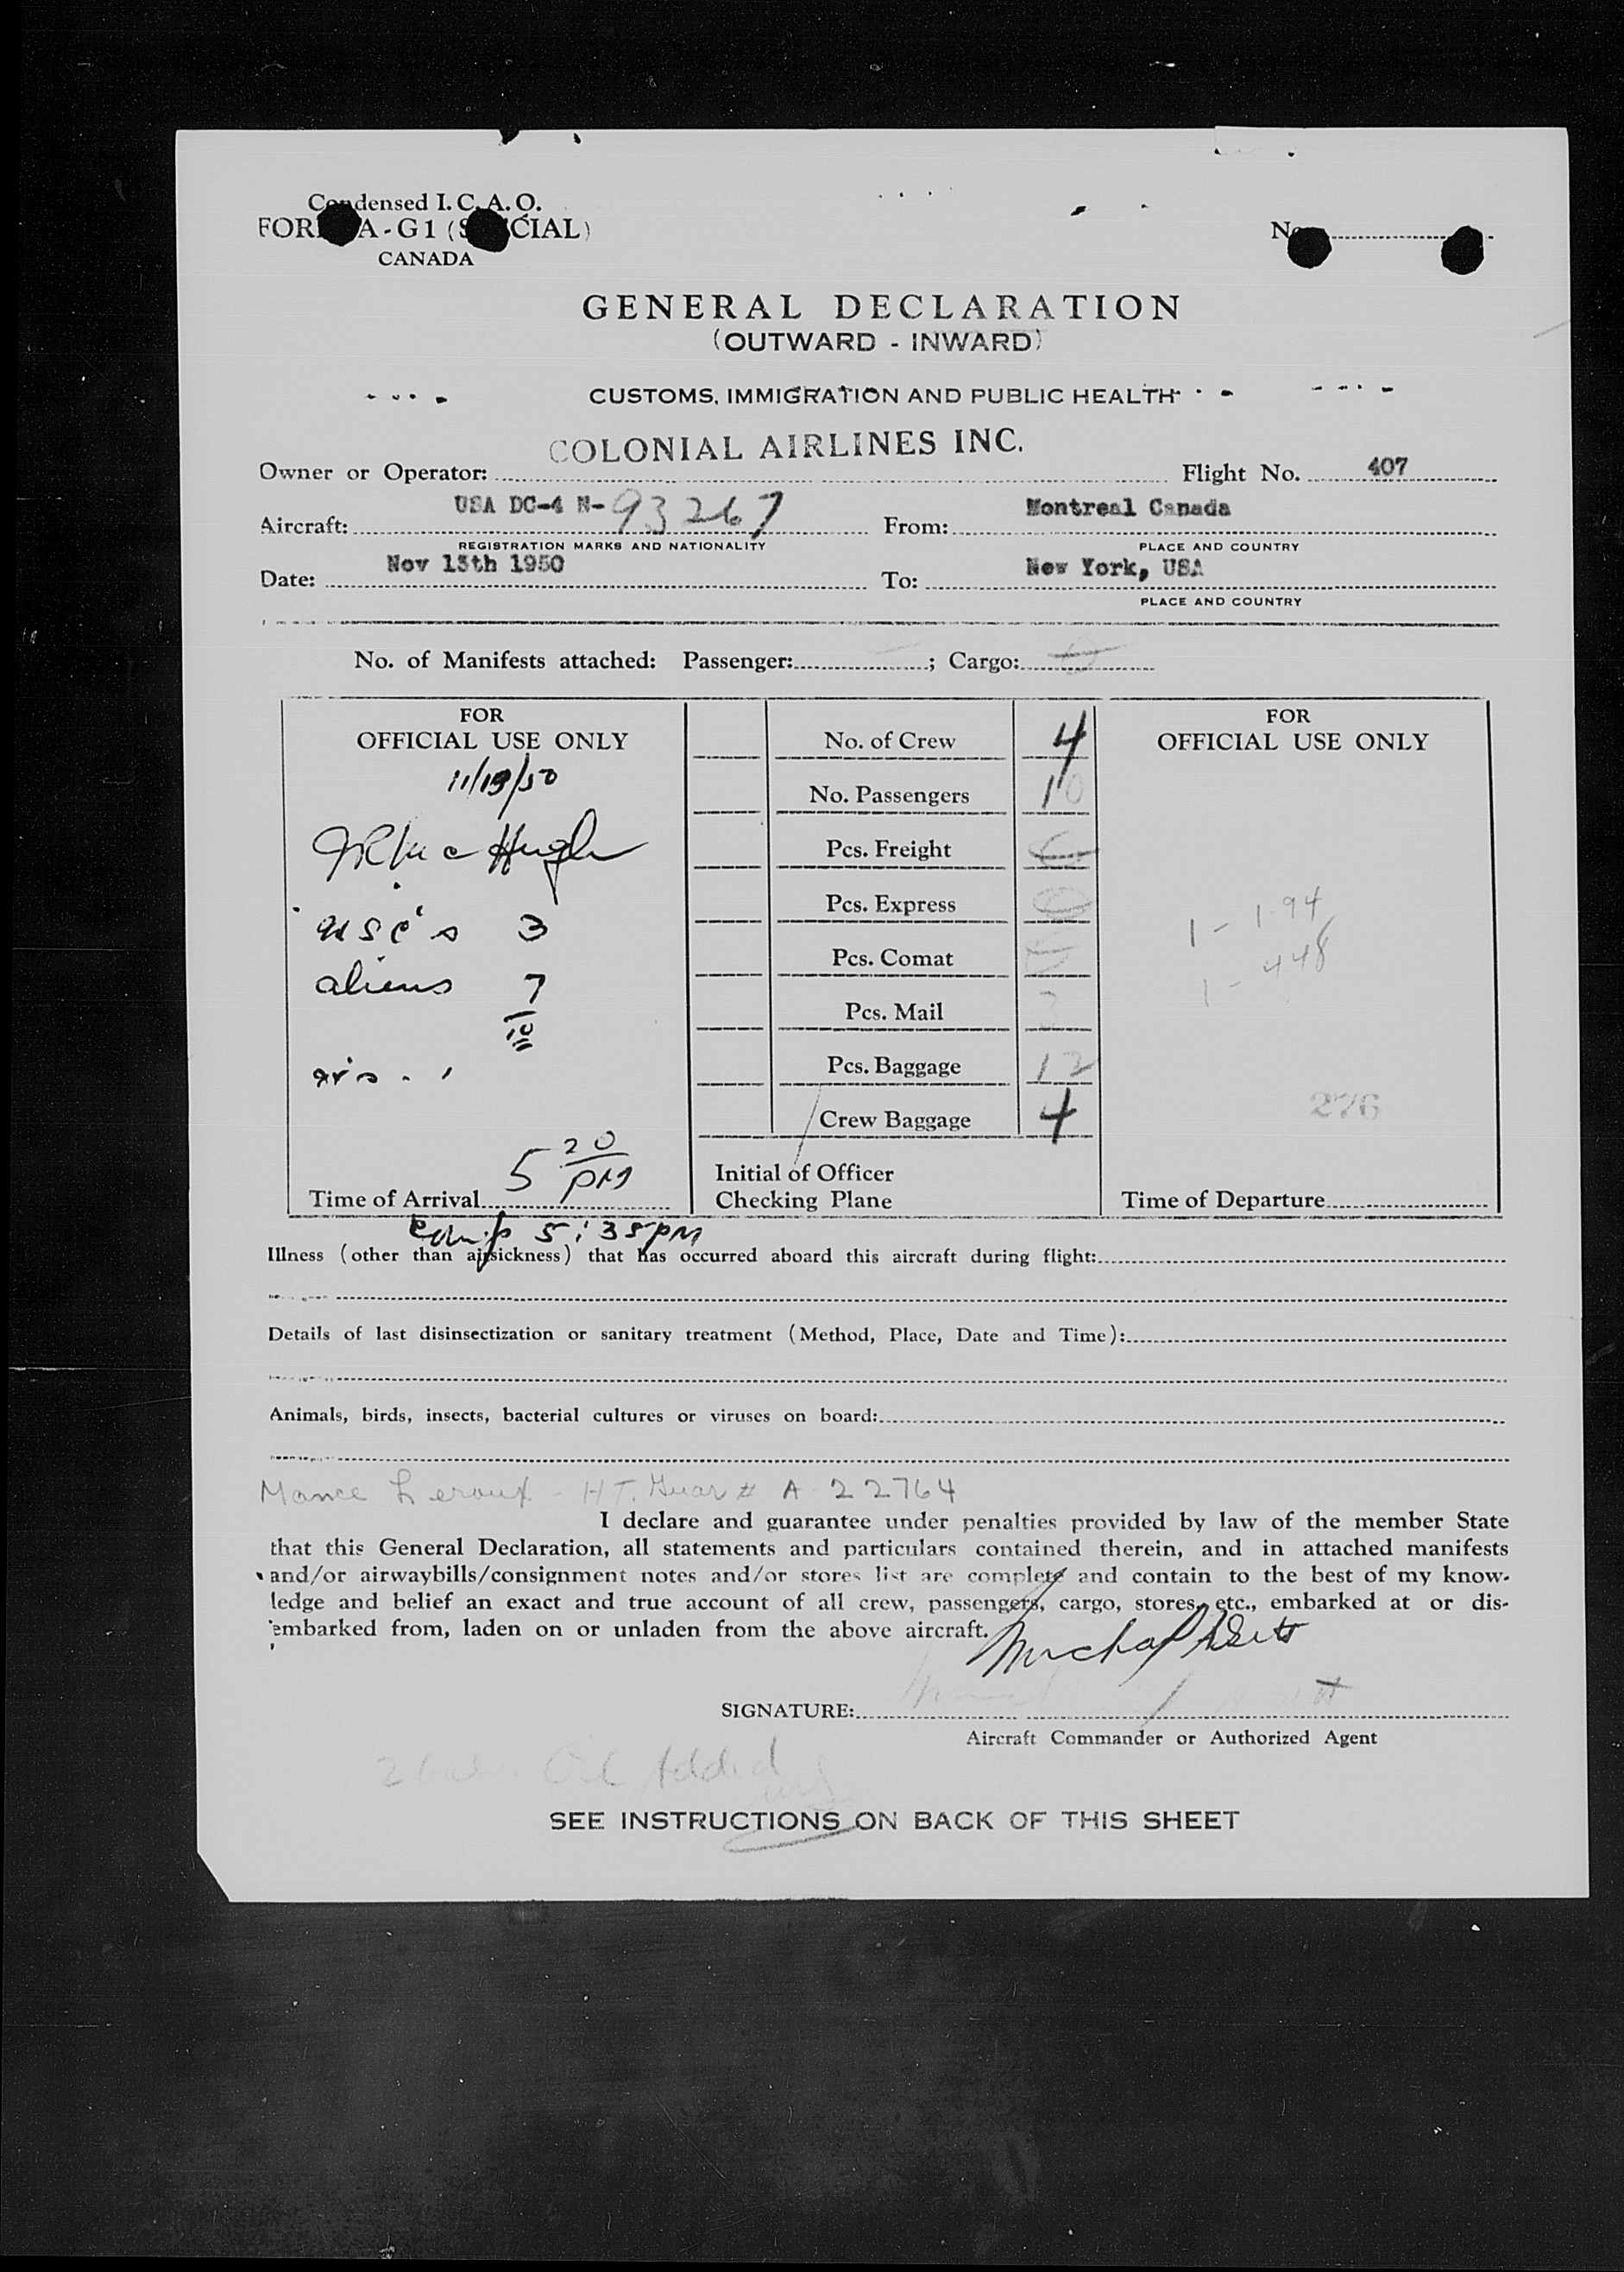 Condensed I.C.A.O.
FORM A-G1 (SPECIAL)
CANADA
No.
GENERAL DECLARATION
(OUTWARD - INWARD)
CUSTOMS, IMMIGRATION AND PUBLIC HEALTH
COLONIAL AIRLINES INC.
Owner or Operator: Flight No. 407
Aircraft: USA DC-4 N-93267 From: Montreal Canada
REGISTRATION MARKS AND NATIONALITY PLACE AND COUNTRY
Date: Nov 13th 1950 To: New York, USA
PLACE AND COUNTRY
No. of Manifests attached: Passenger: ; Cargo:
FOR
OFFICIAL USE ONLY
11/13/50
USC's 3
aliens 7
10
5 20 PM
Time of Arrival
No. of Crew 4
No. Passengers 10
Pcs. Freight
Pcs. Express
Pcs. Comat
Pcs. Mail
Pcs. Baggage 12
Crew Baggage 4
Initial of Officer
Checking Plane
FOR
OFFICIAL USE ONLY
1 - 1-94
1 - 448
276
Time of Departure
5:35 PM
Illness (other than airsickness) that has occurred aboard this aircraft during flight:
Details of last disinsectization or sanitary treatment (Method, Place, Date and Time):
Animals, birds, insects, bacterial cultures or viruses on board:
Leroux - HT. Guar # A 22764
I declare and guarantee under penalties provided by law of the member State
that this General Declaration, all statements and particulars contained therein, and in attached manifests
and/or airwaybills/consignment notes and/or stores list are complete and contain to the best of my know-
ledge and belief an exact and true account of all crew, passengers, cargo, stores, etc., embarked at or dis-
embarked from, laden on or unladen from the above aircraft.
SIGNATURE:
Aircraft Commander or Authorized Agent
Oil Added
SEE INSTRUCTIONS ON BACK OF THIS SHEET